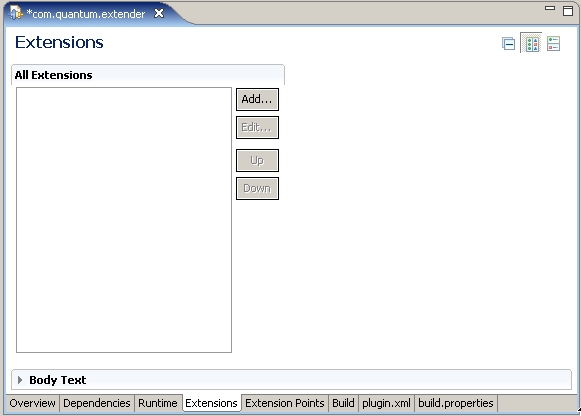 *com.quantum.extender
Extensions
All Extensions
Add...
Edit...
Up
Down
Body Text
Overview Dependencies Runtime Extensions Extension Points Build plugin.xml build.properties